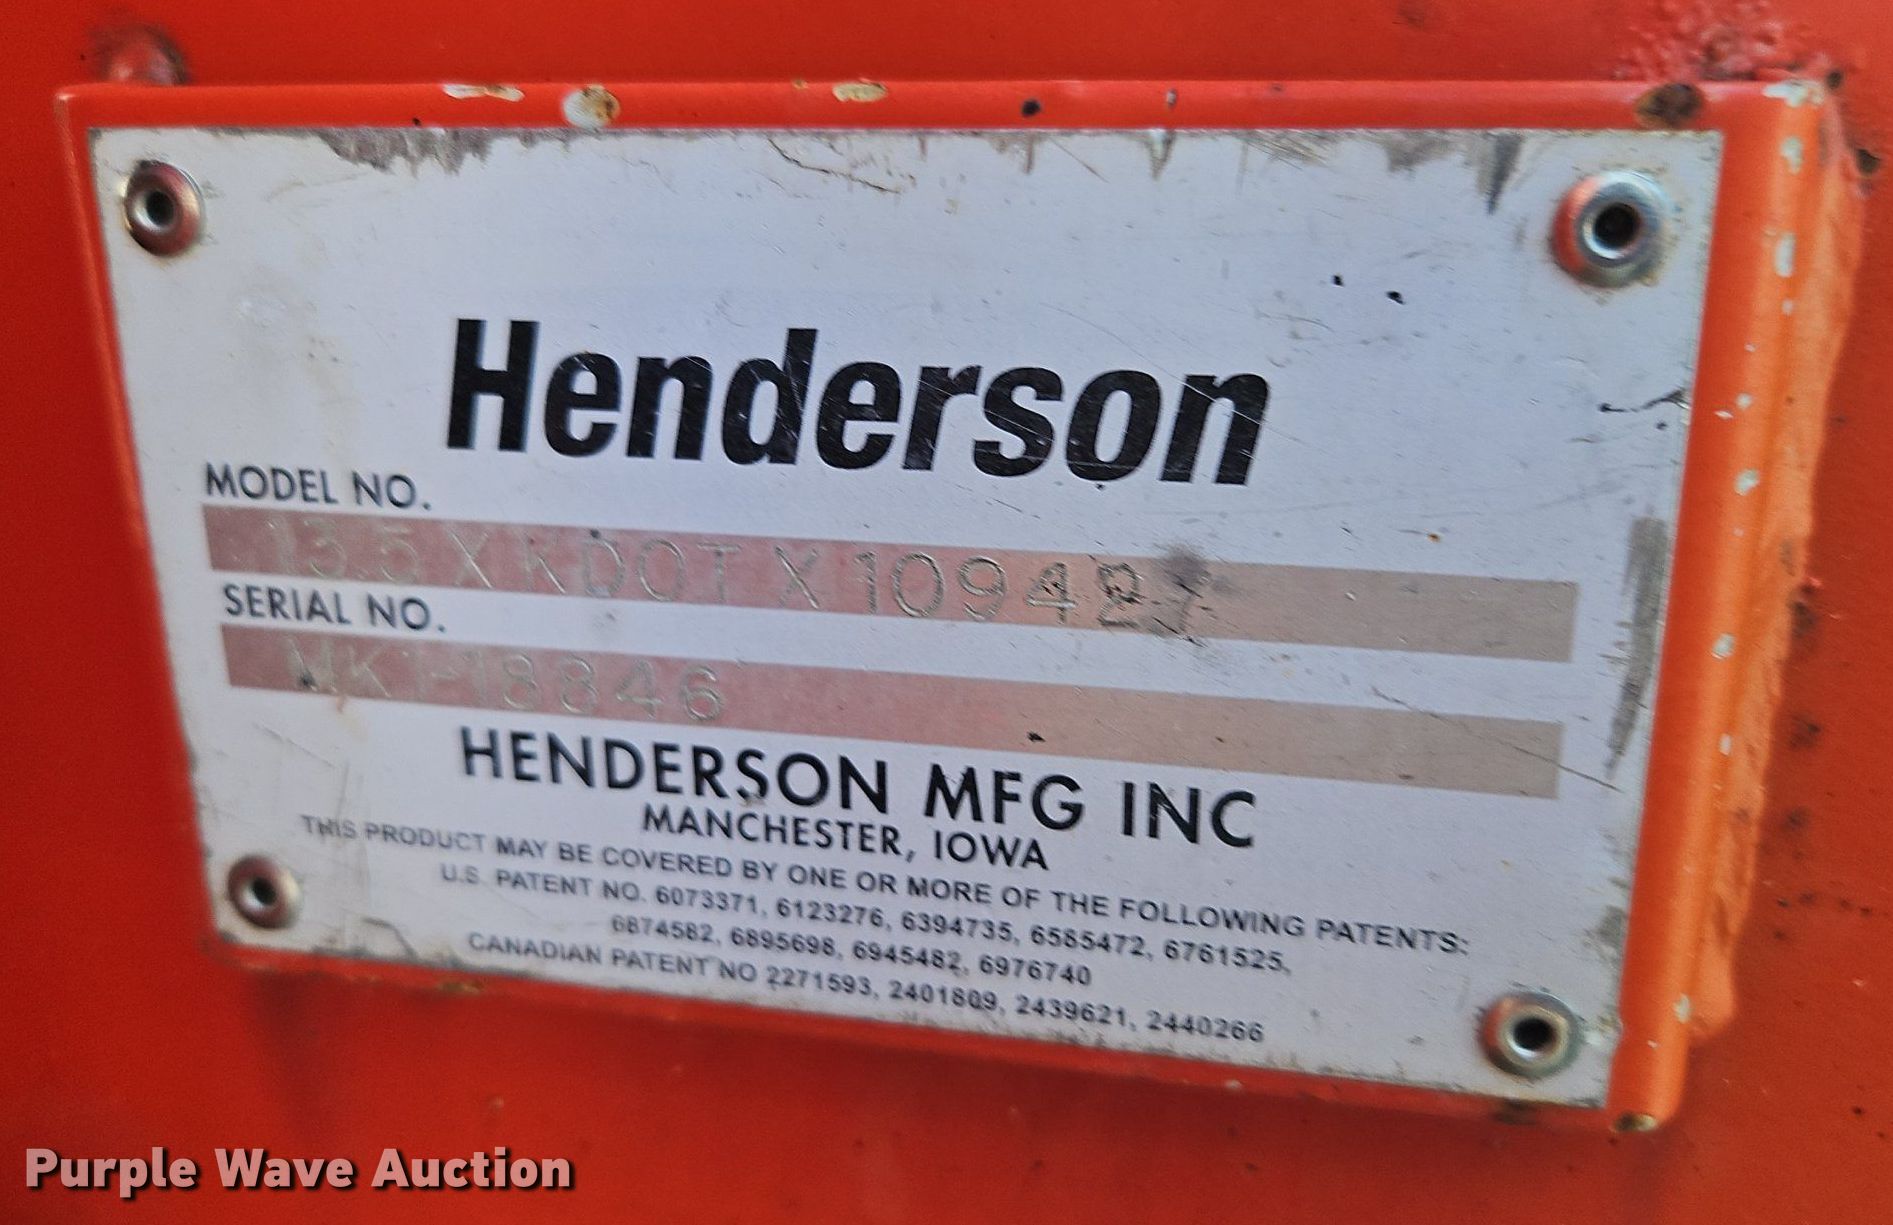 Henderson
MODEL NO.
13.5 X KDOT X 109427
SERIAL NO.
MK1-18846
HENDERSON MFG INC
MANCHESTER, IOWA
THIS PRODUCT MAY BE COVERED BY ONE OR MORE OF THE FOLLOWING PATENTS:
U.S. PATENT NO. 6073371, 6123276, 6394735, 6585472, 6761525,
6874582, 6895698, 6945482, 6976740
CANADIAN PATENT NO 2271593, 2401809, 2439621, 2440266
Purple Wave Auction